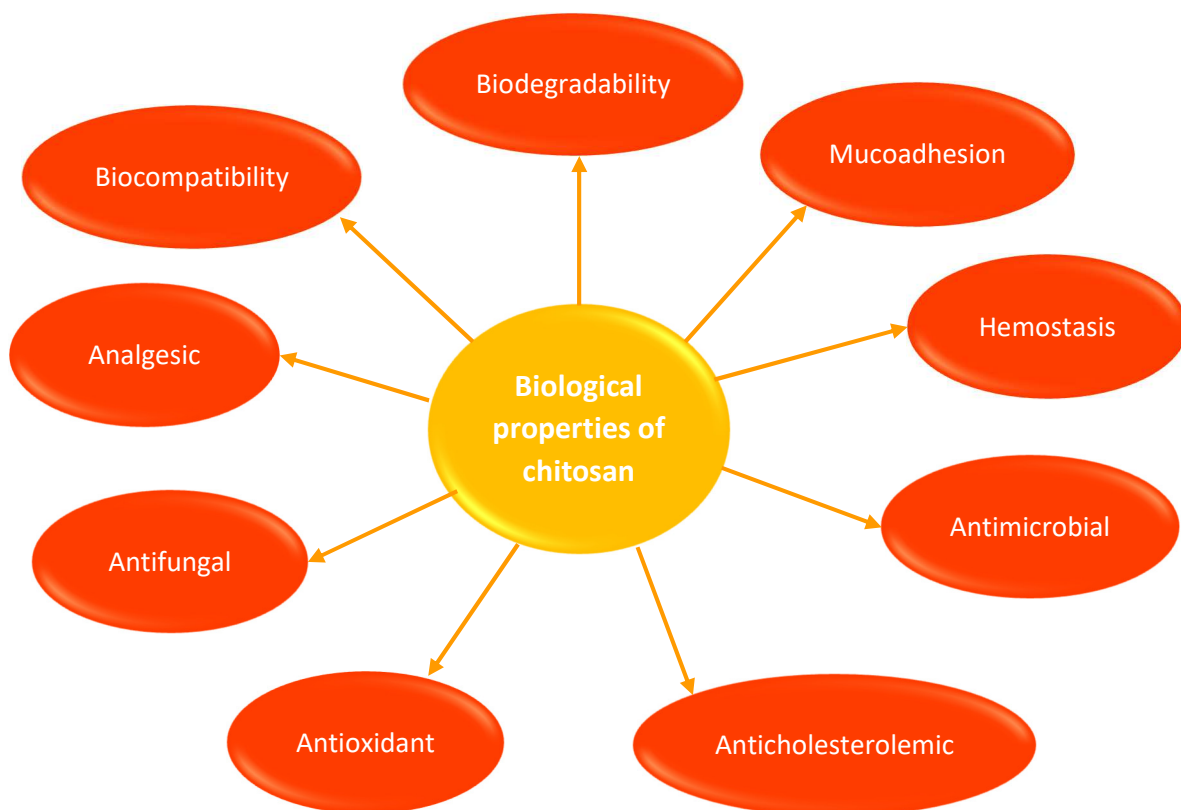 Biodegradability
Mucoadhesion
Biocompatibility
Hemostasis
Analgesic
Biological
properties of
chitosan
Antimicrobial
Antifungal
Antioxidant
Anticholesterolemic